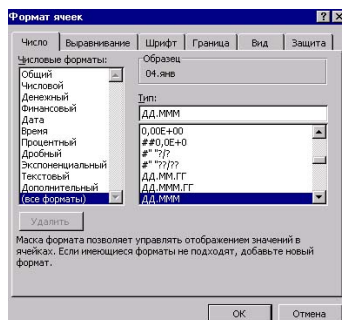 Формат ячеек
Число Выравнивание Шрифт Граница Вид Защита
Числовые форматы:
Общий
Числовой
Денежный
Финансовый
Дата
Время
Процентный
Дробный
Экспоненциальный
Текстовый
Дополнительный
(все форматы)
Образец
04.янв
Тип:
ДД.МММ
0,00E+00
##0,0E+0
#" "?/?
#" "??/??
ДД.ММ.ГГ
ДД.МММ.ГГ
ДД.МММ
Удалить
Маска формата позволяет управлять отображением значений в
ячейках. Если имеющиеся форматы не подходят, добавьте новый
формат.
ОК Отмена